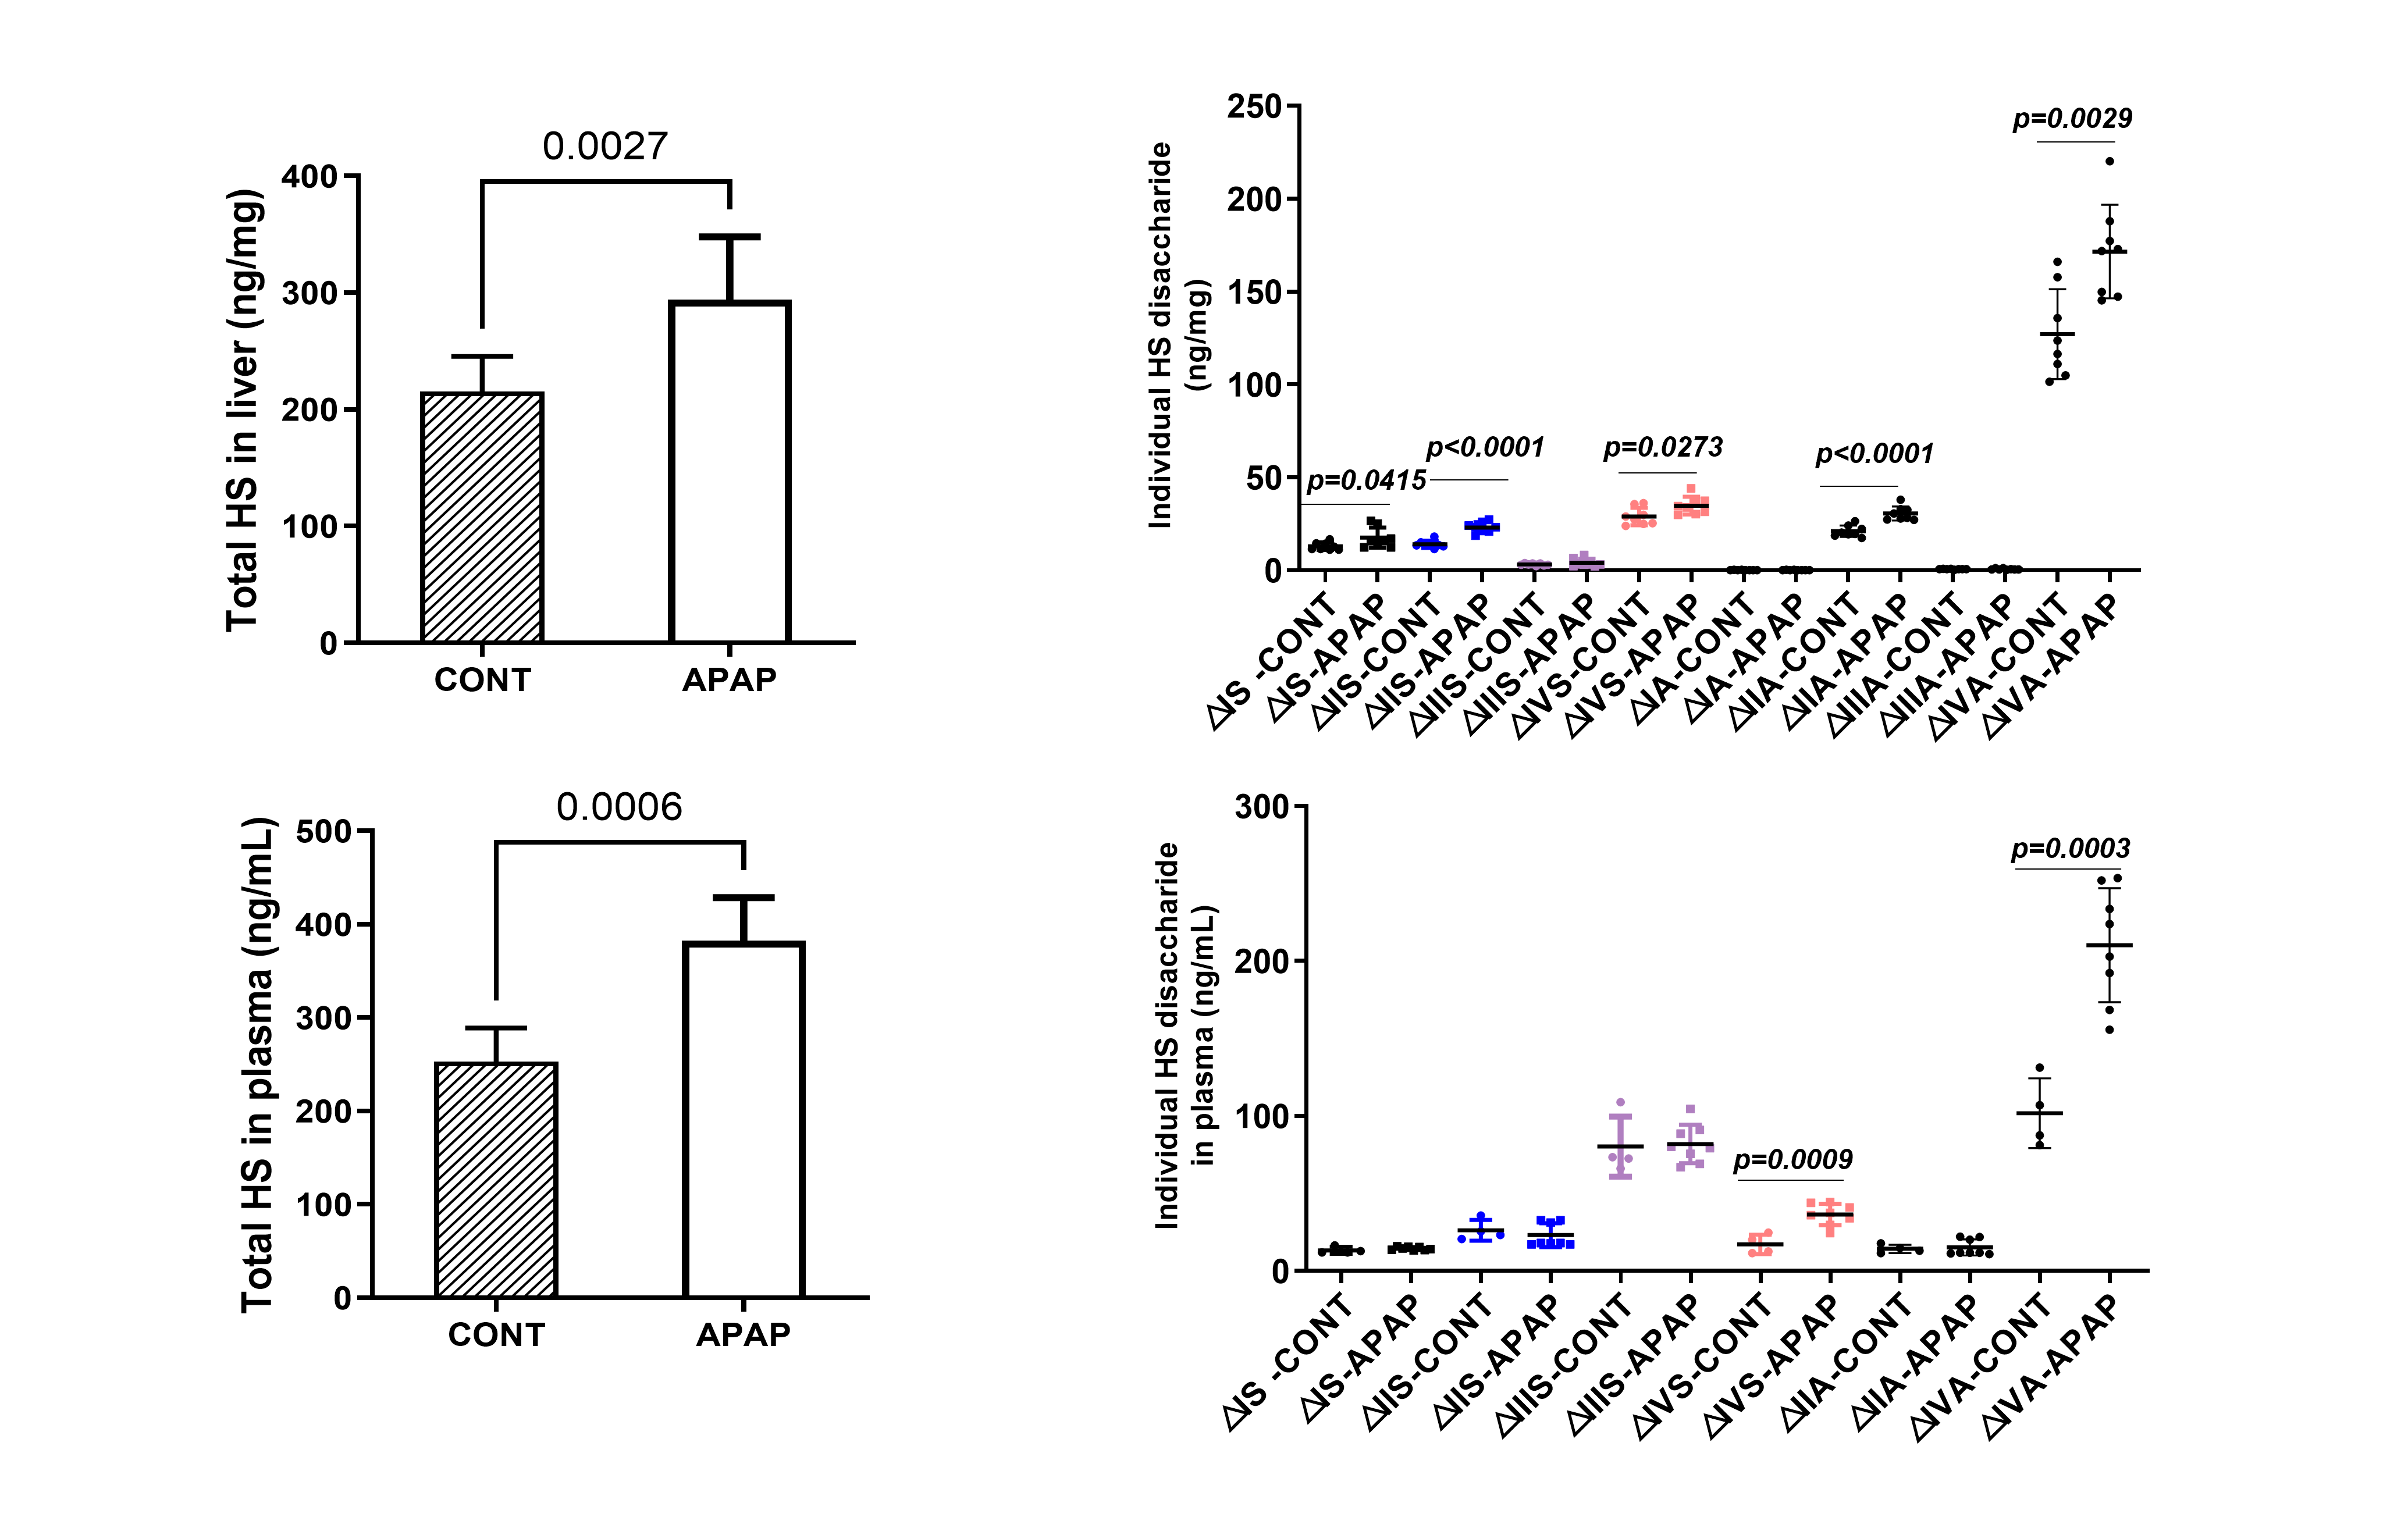 0.0027
Total HS in liver (ng/mg)
400
300
200
100
0
CONT APAP
Individual HS disaccharide
(ng/mg)
250
200
150
100
50
0
p=0.0415
p<0.0001
p=0.0273
p<0.0001
p=0.0029
ΔIS -CONT
ΔIS-APAP
ΔIIS-CONT
ΔIIS-APAP
ΔIIIS-CONT
ΔIIIS-APAP
ΔIVS-CONT
ΔIVS-APAP
ΔIA-CONT
ΔIA-APAP
ΔIIA-CONT
ΔIIA-APAP
ΔIIIA-CONT
ΔIIIA-APAP
ΔIVA-CONT
ΔIVA-APAP
0.0006
Total HS in plasma (ng/mL)
500
400
300
200
100
0
CONT APAP
Individual HS disaccharide
in plasma (ng/mL)
300
200
100
0
p=0.0009
p=0.0003
ΔIS -CONT
ΔIS-APAP
ΔIIS-CONT
ΔIIS-APAP
ΔIIIS-CONT
ΔIIIS-APAP
ΔIVS-CONT
ΔIVS-APAP
ΔIIA-CONT
ΔIIA-APAP
ΔIVA-CONT
ΔIVA-APAP